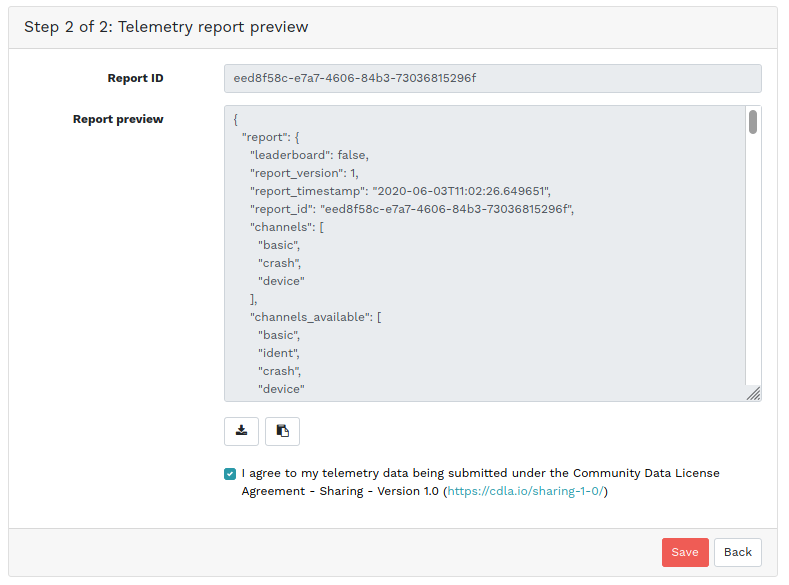 Step 2 of 2: Telemetry report preview
Report ID
eed8f58c-e7a7-4606-84b3-73036815296f
Report preview
{
"report": {
"leaderboard": false,
"report_version": 1,
"report_timestamp": "2020-06-03T11:02:26.649651",
"report_id": "eed8f58c-e7a7-4606-84b3-73036815296f",
"channels": [
"basic",
"crash",
"device"
],
"channels_available": [
"basic",
"ident",
"crash",
"device"
I agree to my telemetry data being submitted under the Community Data License
Agreement - Sharing - Version 1.0 (https://cdla.io/sharing-1-0/)
Save
Back